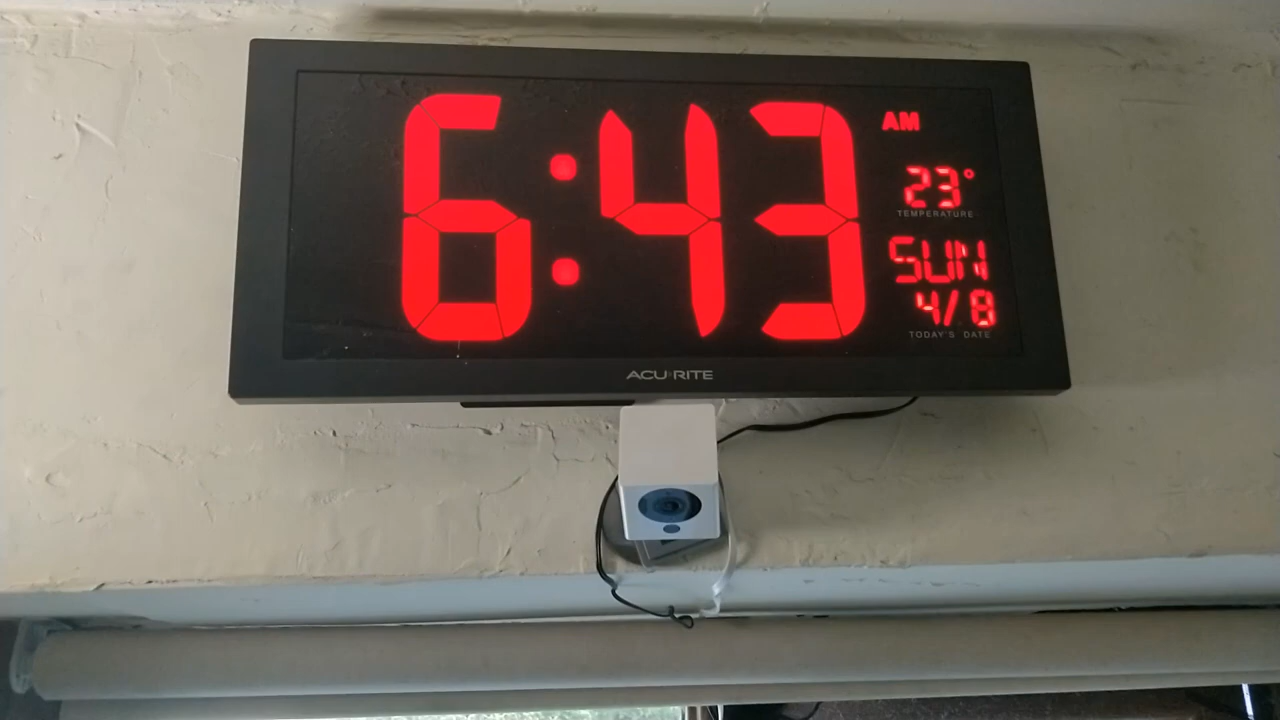 6:43 AM
23°
TEMPERATURE
SUN
4/8
TODAY'S DATE
ACURITE